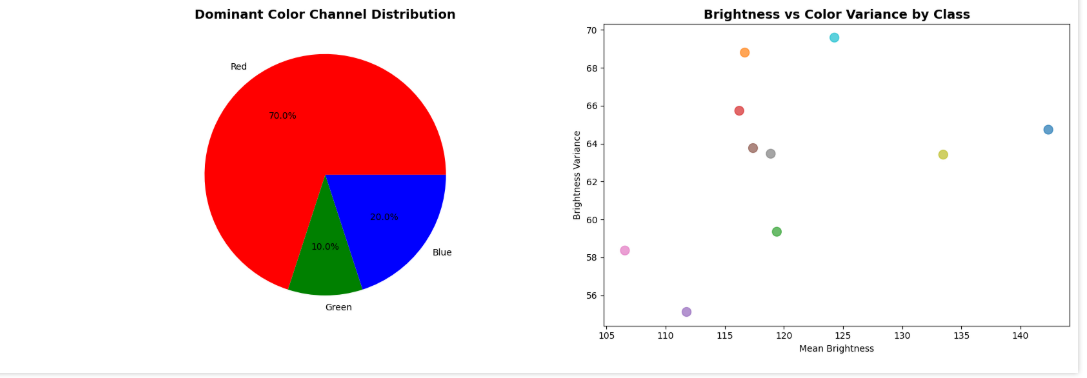 Dominant Color Channel Distribution
Red
70.0%
20.0%
10.0%
Blue
Green
Brightness vs Color Variance by Class
Brightness Variance
70
68
66
64
62
60
58
56
105 110 115 120 125 130 135 140
Mean Brightness